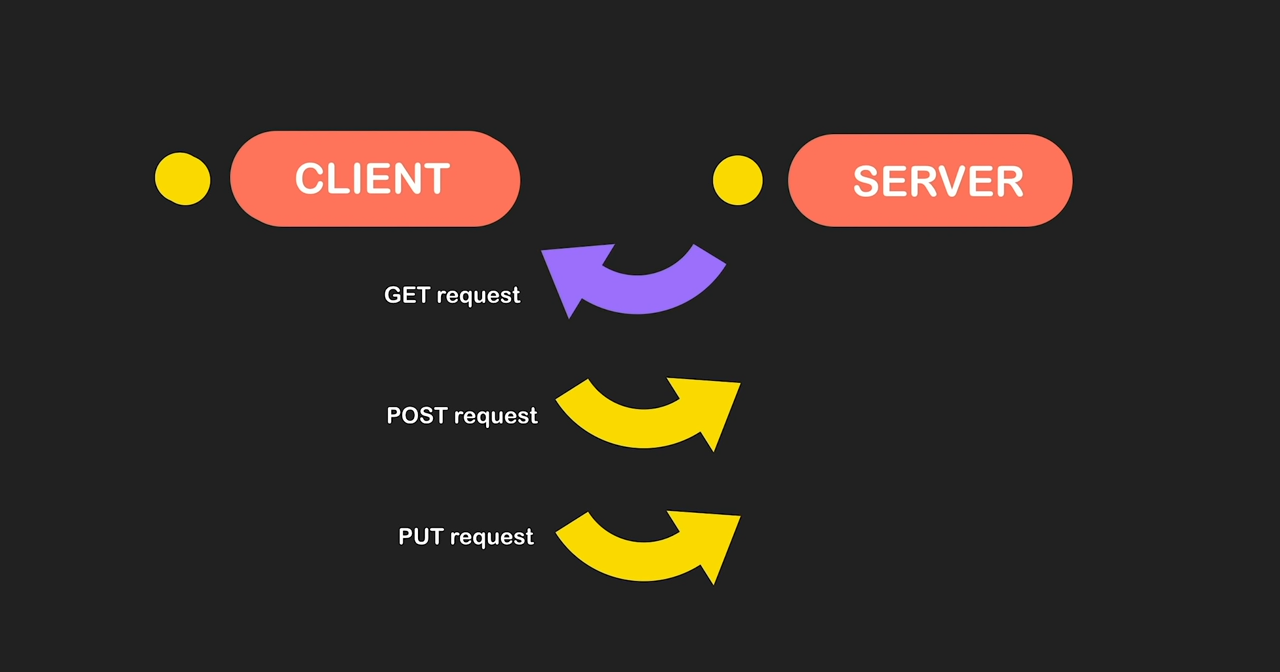 CLIENT
SERVER
GET request
POST request
PUT request